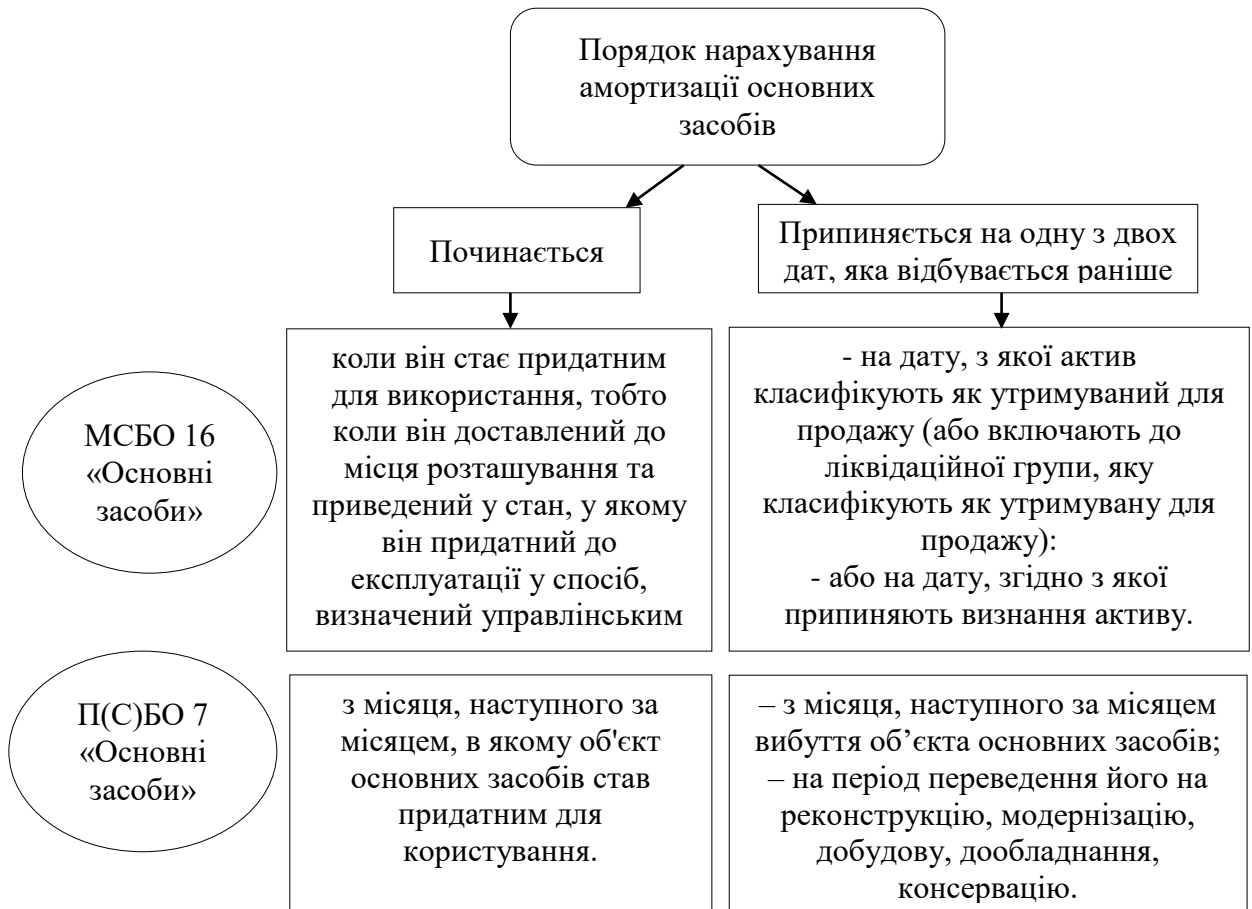 Порядок нарахування
амортизації основних
засобів
Починається
Припиняється на одну з двох
дат, яка відбувається раніше
МСБО 16
«Основні
засоби»
коли він стає придатним
для використання, тобто
коли він доставлений до
місця розташування та
приведений у стан, у якому
він придатний до
експлуатації у спосіб,
визначений управлінським
- на дату, з якої актив
класифікують як утримуваний для
продажу (або включають до
ліквідаційної групи, яку
класифікують як утримувану для
продажу):
- або на дату, згідно з якої
припиняють визнання активу.
П(С)БО 7
«Основні
засоби»
з місяця, наступного за
місяцем, в якому об'єкт
основних засобів став
придатним для
користування.
– з місяця, наступного за місяцем
вибуття об’єкта основних засобів;
– на період переведення його на
реконструкцію, модернізацію,
добудову, дообладнання,
консервацію.